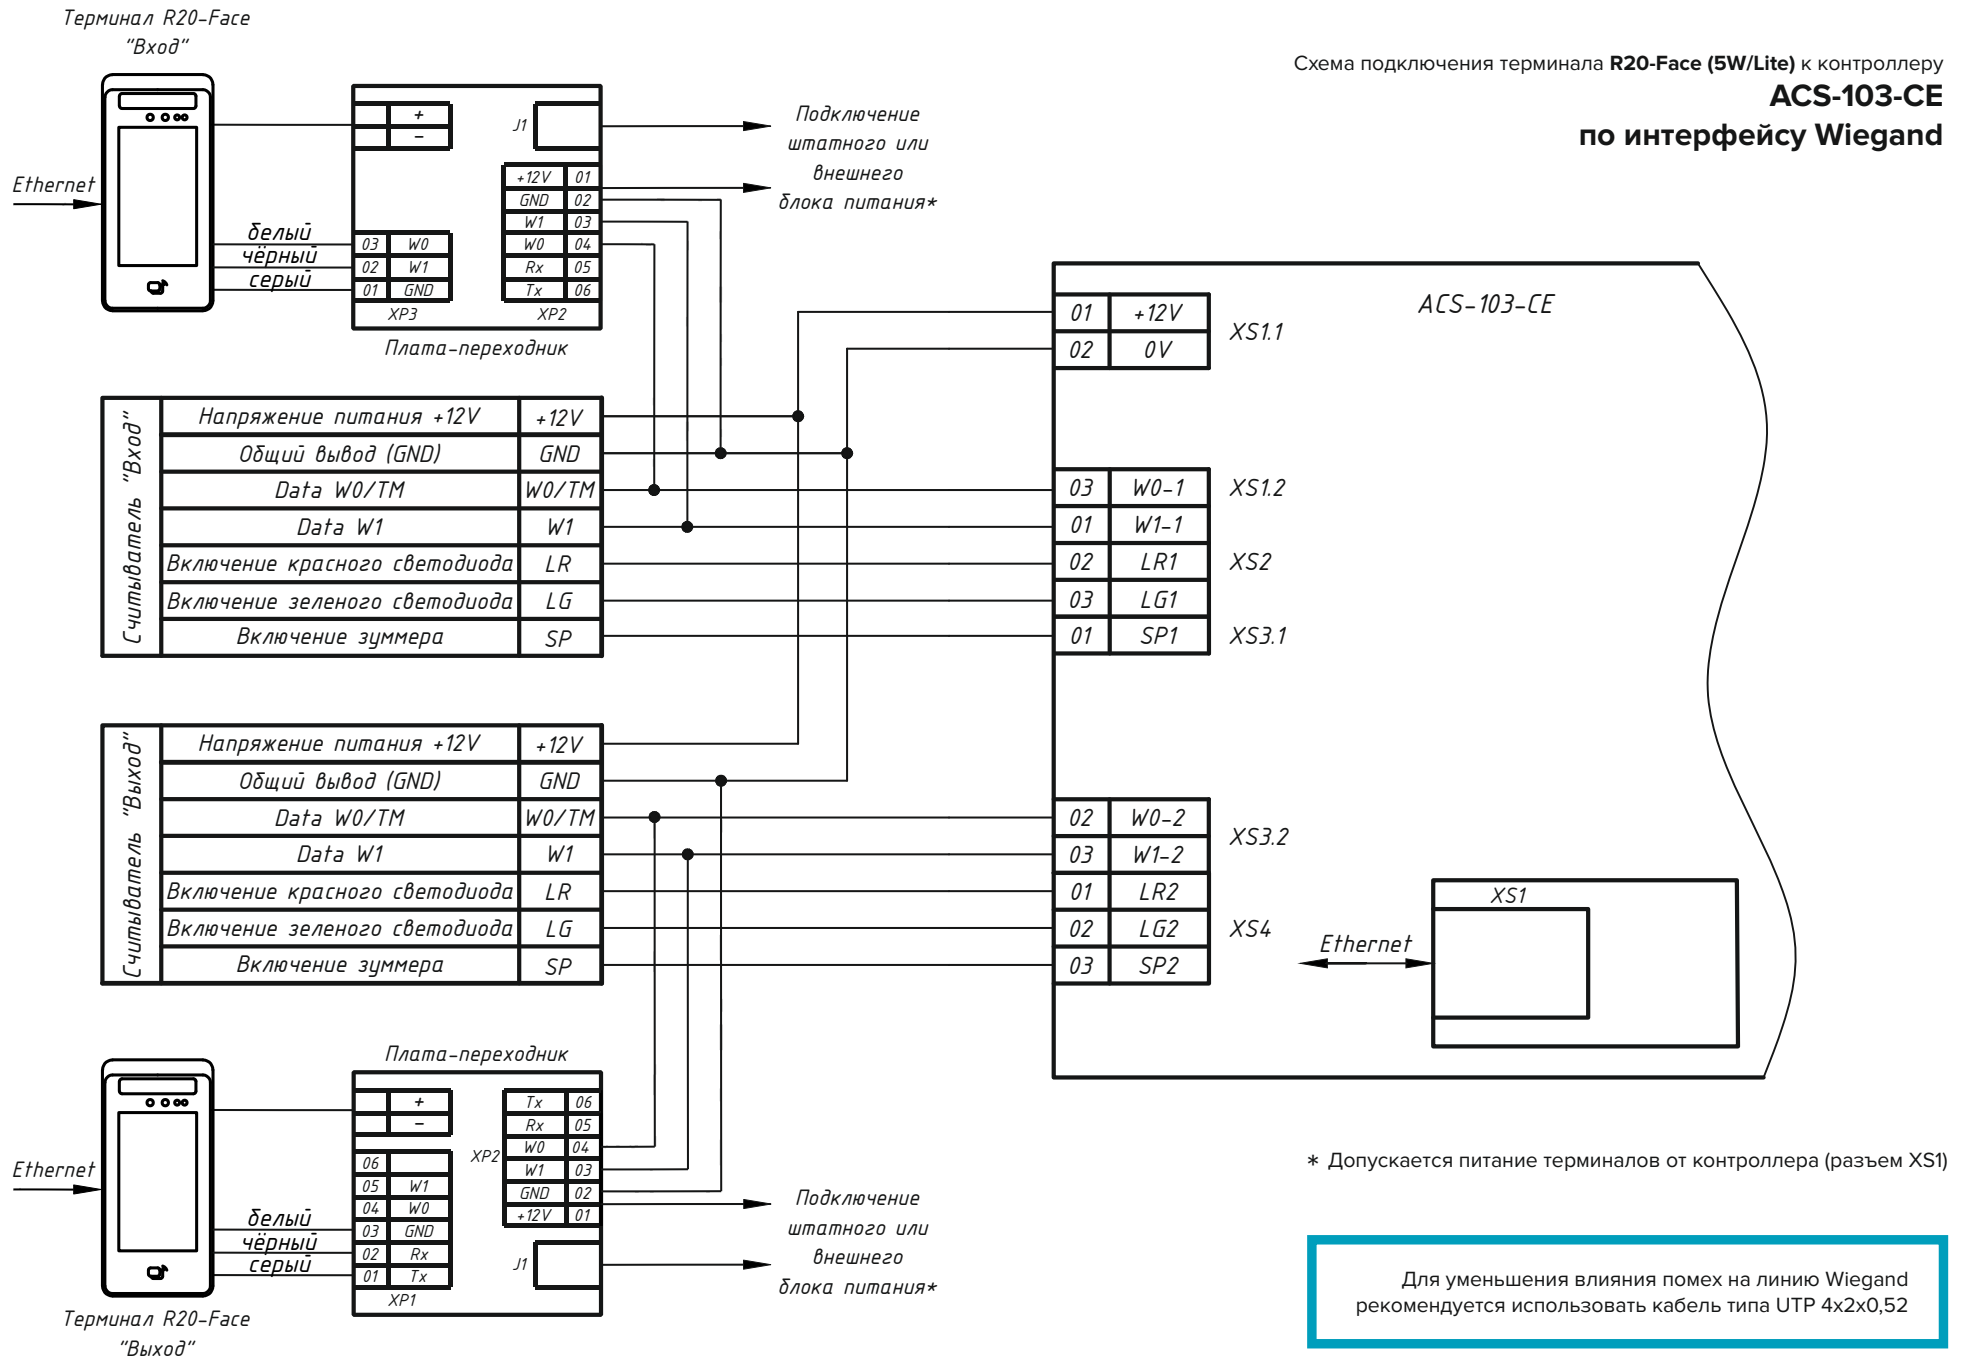 Схема подключения терминала R20-Face (5W/Lite) к контроллеру
ACS-103-CE
по интерфейсу Wiegand
Терминал R20-Face
"Вход"
Ethernet
белый
чёрный
серый
+
-
J1
+12V 01
GND 02
W1 03
W0 04
Rx 05
Tx 06
03 W0
02 W1
01 GND
XP3
XP2
Плата-переходник
Подключение
штатного или
внешнего
блока питания*
Считыватель "Вход"
Напряжение питания +12V +12V
Общий вывод (GND) GND
Data W0/TM W0/TM
Data W1 W1
Включение красного светодиода LR
Включение зеленого светодиода LG
Включение зуммера SP
ACS-103-CE
01 +12V
02 0V
XS1.1
03 W0-1
01 W1-1
02 LR1
03 LG1
01 SP1
XS1.2
XS2
XS3.1
Считыватель "Выход"
Напряжение питания +12V +12V
Общий вывод (GND) GND
Data W0/TM W0/TM
Data W1 W1
Включение красного светодиода LR
Включение зеленого светодиода LG
Включение зуммера SP
02 W0-2
03 W1-2
01 LR2
02 LG2
03 SP2
XS3.2
XS4
Ethernet
XS1
Плата-переходник
+
-
Tx 06
Rx 05
W0 04
W1 03
GND 02
+12V 01
XP2
J1
06
05 W1
04 W0
03 GND
02 Rx
01 Tx
XP1
Ethernet
белый
чёрный
серый
Терминал R20-Face
"Выход"
Подключение
штатного или
внешнего
блока питания*
* Допускается питание терминалов от контроллера (разъем XS1)
Для уменьшения влияния помех на линию Wiegand
рекомендуется использовать кабель типа UTP 4x2x0,52